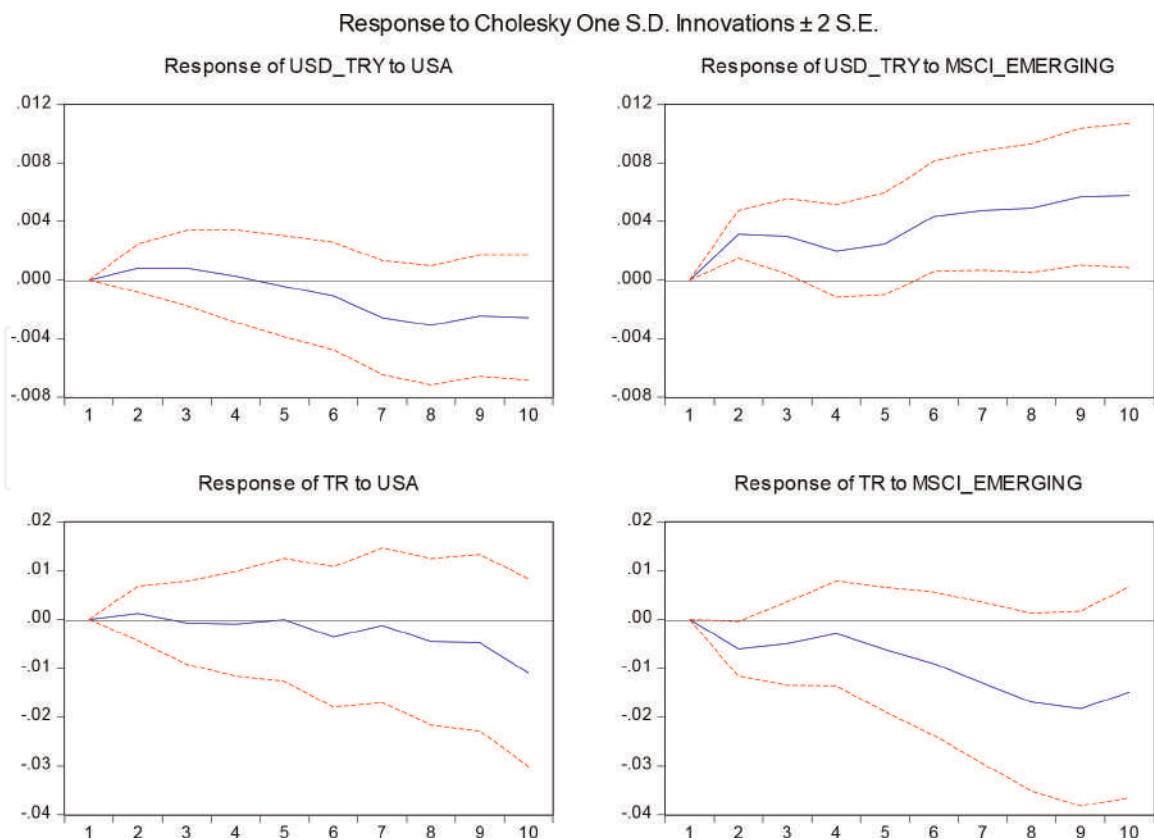 Response to Cholesky One S.D. Innovations ± 2 S.E.
Response of USD_TRY to USA
.012
.008
.004
.000
-.004
-.008
1 2 3 4 5 6 7 8 9 10
Response of USD_TRY to MSCI_EMERGING
.012
.008
.004
.000
-.004
-.008
1 2 3 4 5 6 7 8 9 10
Response of TR to USA
.02
.01
.00
-.01
-.02
-.03
-.04
1 2 3 4 5 6 7 8 9 10
Response of TR to MSCI_EMERGING
.02
.01
.00
-.01
-.02
-.03
-.04
1 2 3 4 5 6 7 8 9 10